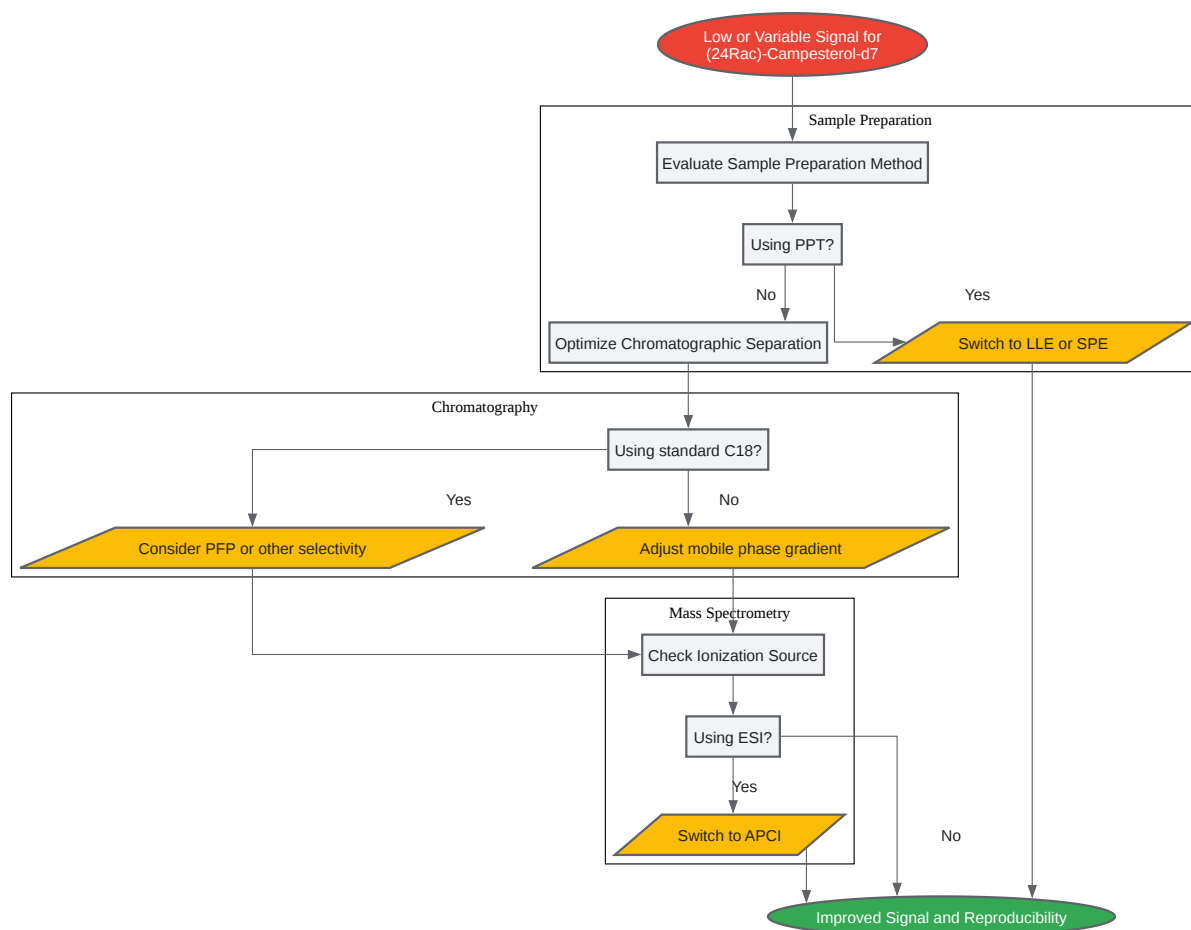 Low or Variable Signal for
(24Rac)-Campesterol-d7
Sample Preparation
Evaluate Sample Preparation Method
Using PPT?
No
Yes
Optimize Chromatographic Separation
Switch to LLE or SPE
Chromatography
Using standard C18?
Yes
No
Consider PFP or other selectivity
Adjust mobile phase gradient
Mass Spectrometry
Check Ionization Source
Using ESI?
Yes
Switch to APCI
No
Improved Signal and Reproducibility